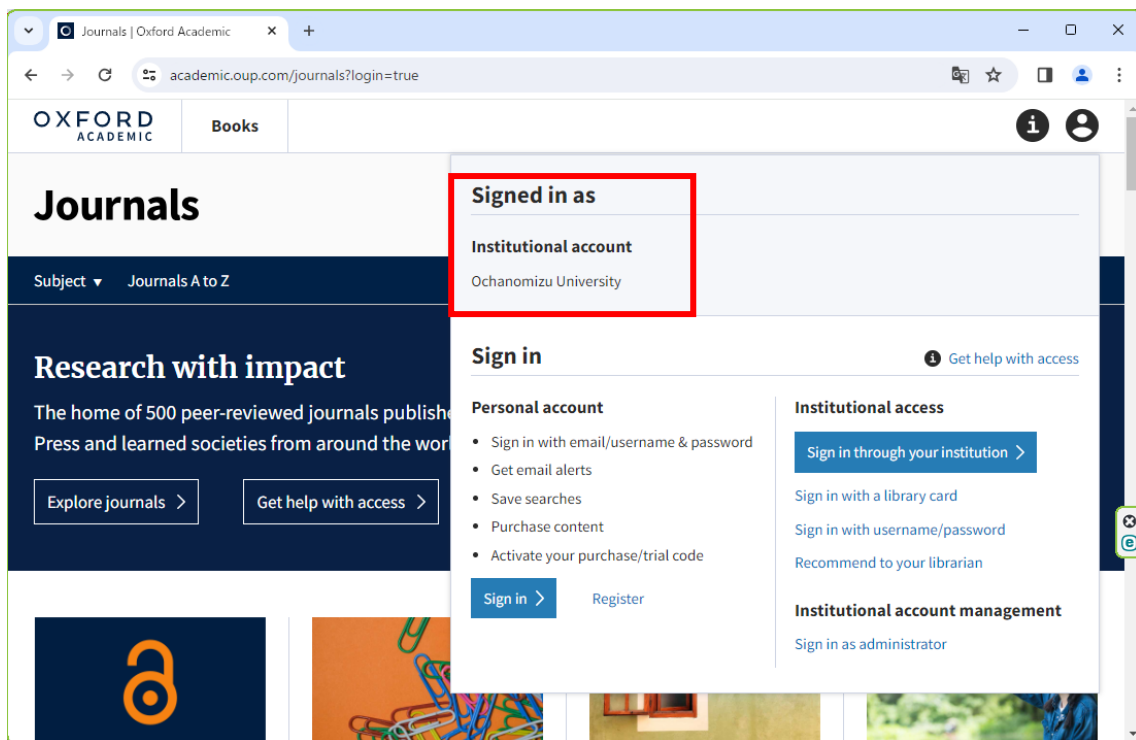 Journals | Oxford Academic
academic.oup.com/journals?login=true
OXFORD
ACADEMIC
Books
Journals
Subject
Journals A to Z
Research with impact
The home of 500 peer-reviewed journals publishe
Press and learned societies from around the wor
Explore journals
Get help with access
Signed in as
Institutional account
Ochanomizu University
Sign in
Get help with access
Personal account
Sign in with email/username & password
Get email alerts
Save searches
Purchase content
Activate your purchase/trial code
Sign in
Register
Institutional access
Sign in through your institution
Sign in with a library card
Sign in with username/password
Recommend to your librarian
Institutional account management
Sign in as administrator